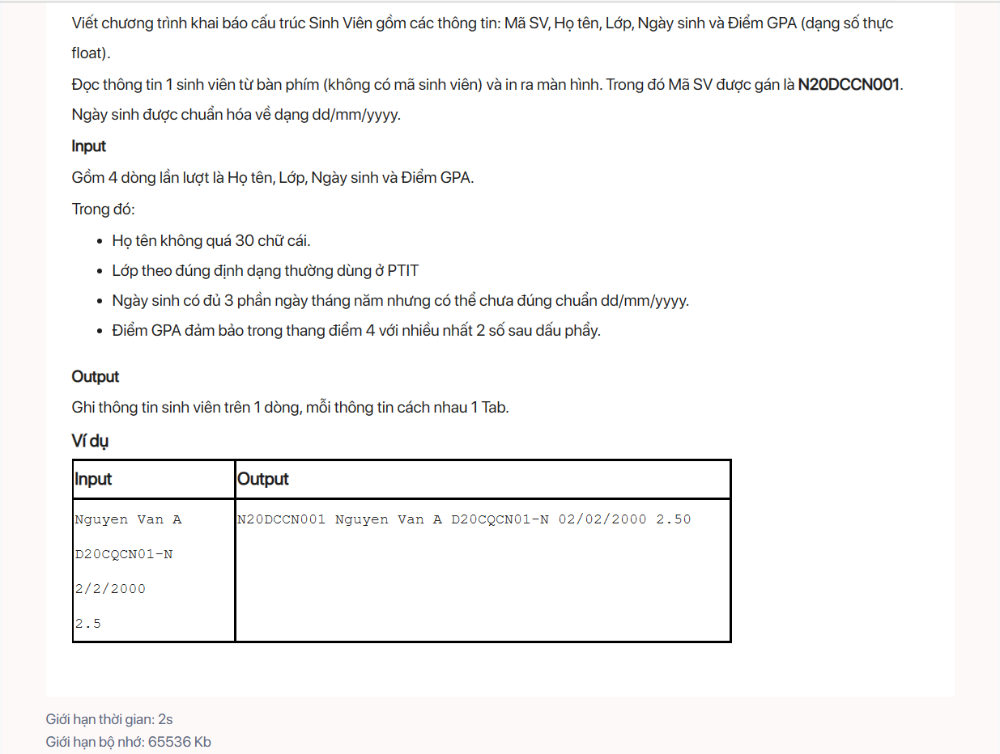 Viết chương trình khai báo cấu trúc Sinh Viên gồm các thông tin: Mã SV, Họ tên, Lớp, Ngày sinh và Điểm GPA (dạng số thực
float).
Đọc thông tin 1 sinh viên từ bàn phím (không có mã sinh viên) và in ra màn hình. Trong đó Mã SV được gán là N20DCCN001.
Ngày sinh được chuẩn hóa về dạng dd/mm/yyyy.
Input
Gồm 4 dòng lần lượt là Họ tên, Lớp, Ngày sinh và Điểm GPA.
Trong đó:
• Họ tên không quá 30 chữ cái.
• Lớp theo đúng định dạng thường dùng ở PTIT
• Ngày sinh có đủ 3 phần ngày tháng năm nhưng có thể chưa đúng chuẩn dd/mm/yyyy.
• Điểm GPA đảm bảo trong thang điểm 4 với nhiều nhất 2 số sau dấu phẩy.
Output
Ghi thông tin sinh viên trên 1 dòng, mỗi thông tin cách nhau 1 Tab.
Ví dụ
Input Output
Nguyen Van A N20DCCN001 Nguyen Van A D20CQCN01-N 02/02/2000 2.50
D20CQCN01-N
2/2/2000
2.5
Giới hạn thời gian: 2s
Giới hạn bộ nhớ: 65536 Kb